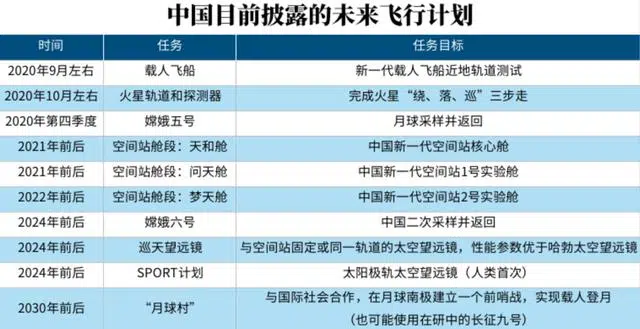 中国目前披露的未来飞行计划
时间 任务 任务目标
2020年9月左右 载人飞船 新一代载人飞船近地轨道测试
2020年10月左右 火星轨道和探测器 完成火星“绕、落、巡”三步走
2020年第四季度 嫦娥五号 月球采样并返回
2021年前后 空间站舱段：天和舱 中国新一代空间站核心舱
2021年前后 空间站舱段：问天舱 中国新一代空间站1号实验舱
2022年前后 空间站舱段：梦天舱 中国新一代空间站2号实验舱
2024年前后 嫦娥六号 中国二次采样并返回
2024年前后 巡天望远镜 与空间站固定或同一轨道的太空望远镜，性能参数优于哈勃太空望远镜
2024年前后 SPORT计划 太阳极轨太空望远镜（人类首次）
2030年前后 “月球村” 与国际社会合作，在月球南极建立一个前哨战，实现载人登月
（也可能使用在研中的长征九号）